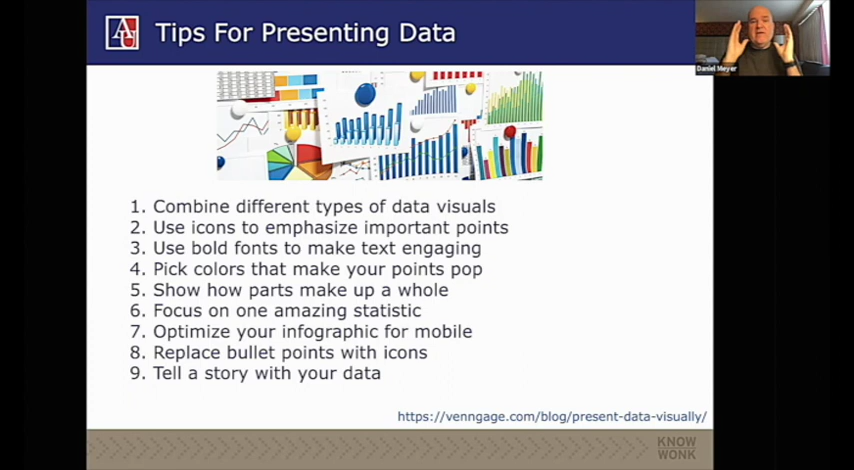 AU
Tips For Presenting Data
Daniel Meyer
1. Combine different types of data visuals
2. Use icons to emphasize important points
3. Use bold fonts to make text engaging
4. Pick colors that make your points pop
5. Show how parts make up a whole
6. Focus on one amazing statistic
7. Optimize your infographic for mobile
8. Replace bullet points with icons
9. Tell a story with your data
https://venngage.com/blog/present-data-visually/
KNOW
WONK